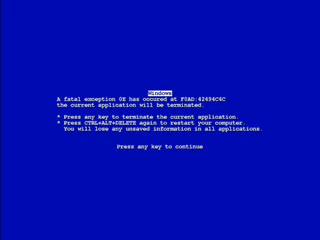 Windows
A fatal exception 0E has occured at F0AD:42494C4C
the current application will be terminated.
* Press any key to terminate the current application.
* Press CTRL+ALT+DELETE again to restart your computer.
You will lose any unsaved information in all applications.
Press any key to continue